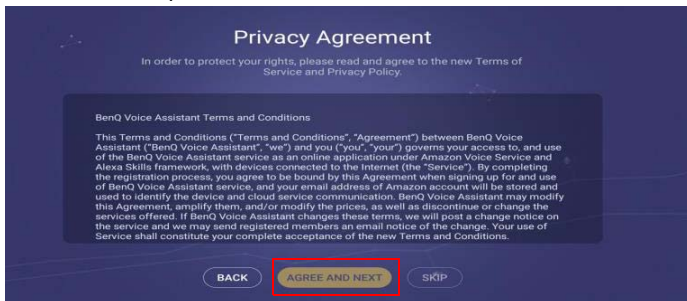 Privacy Agreement
In order to protect your rights, please read and agree to the new Terms of
Service and Privacy Policy.
BenQ Voice Assistant Terms and Conditions
This Terms and Conditions ("Terms and Conditions", "Agreement") between BenQ Voice
Assistant ("BenQ Voice Assistant", "we") and you ("you", "your") governs your access to, and use
of the BenQ Voice Assistant service as an online application under Amazon Voice Service and
Alexa Skills framework, with devices connected to the Internet (the "Service"). By completing
the registration process, you agree to be bound by this Agreement when signing up for and use
of BenQ Voice Assistant service, and your email address of Amazon account will be stored and
used to identify the device and cloud service communication. BenQ Voice Assistant may modify
this Agreement, amplify them, and/or modify the prices, as well as discontinue or change the
services offered. If BenQ Voice Assistant changes these terms, we will post a change notice on
the service and we may send registered members an email notice of the change. Your use of
Service shall constitute your complete acceptance of the new Terms and Conditions.
BACK AGREE AND NEXT SKIP